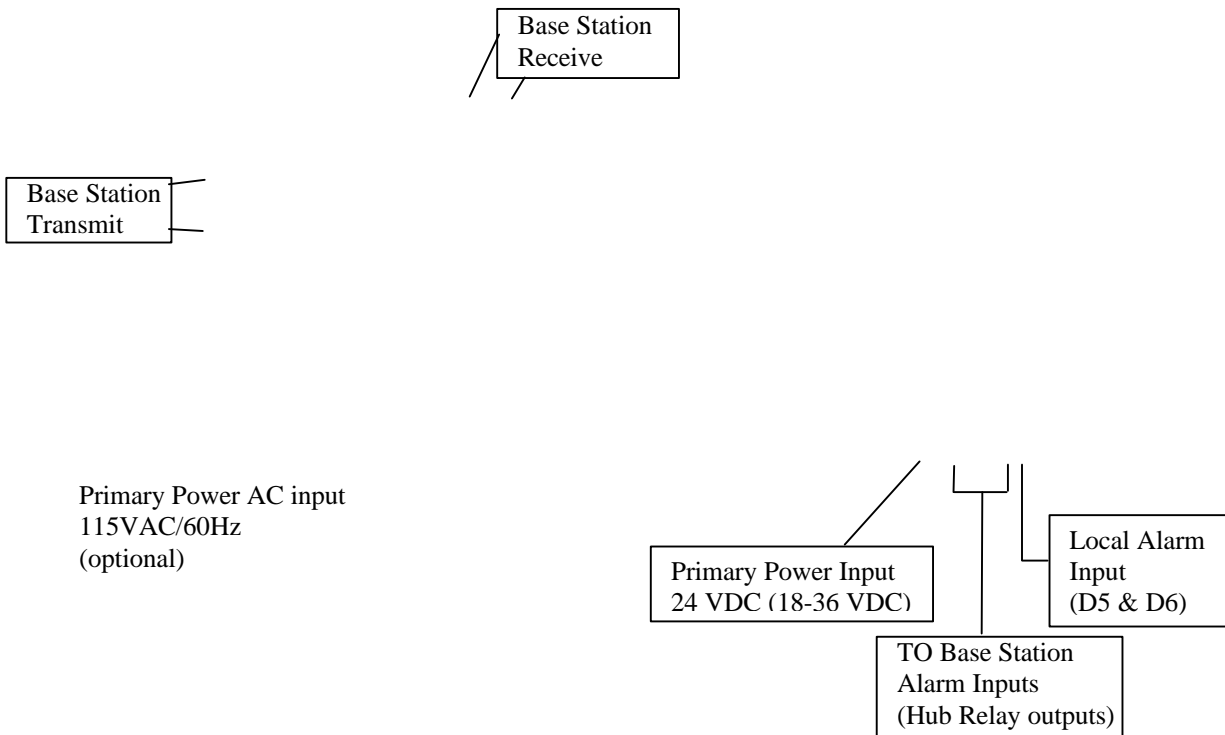 Base Station
Receive
Base Station
Transmit
Primary Power AC input
115VAC/60Hz
(optional)
Primary Power Input
24 VDC (18-36 VDC)
Local Alarm
Input
(D5 & D6)
TO Base Station
Alarm Inputs
(Hub Relay outputs)